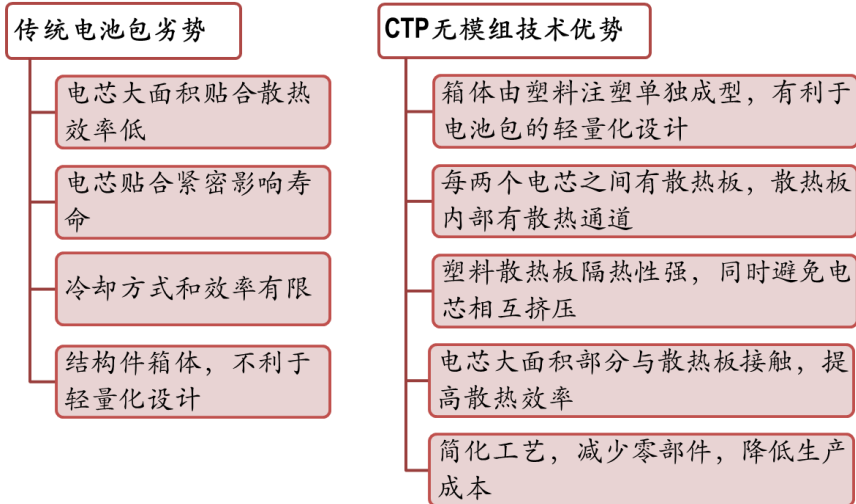 传统电池包劣势
电芯大面积贴合散热
效率低
电芯贴合紧密影响寿
命
冷却方式和效率有限
结构件箱体，不利于
轻量化设计
CTP无模组技术优势
箱体由塑料注塑单独成型，有利于
电池包的轻量化设计
每两个电芯之间有散热板，散热板
内部有散热通道
塑料散热板隔热性强，同时避免电
芯相互挤压
电芯大面积部分与散热板接触，提
高散热效率
简化工艺，减少零部件，降低生产
成本